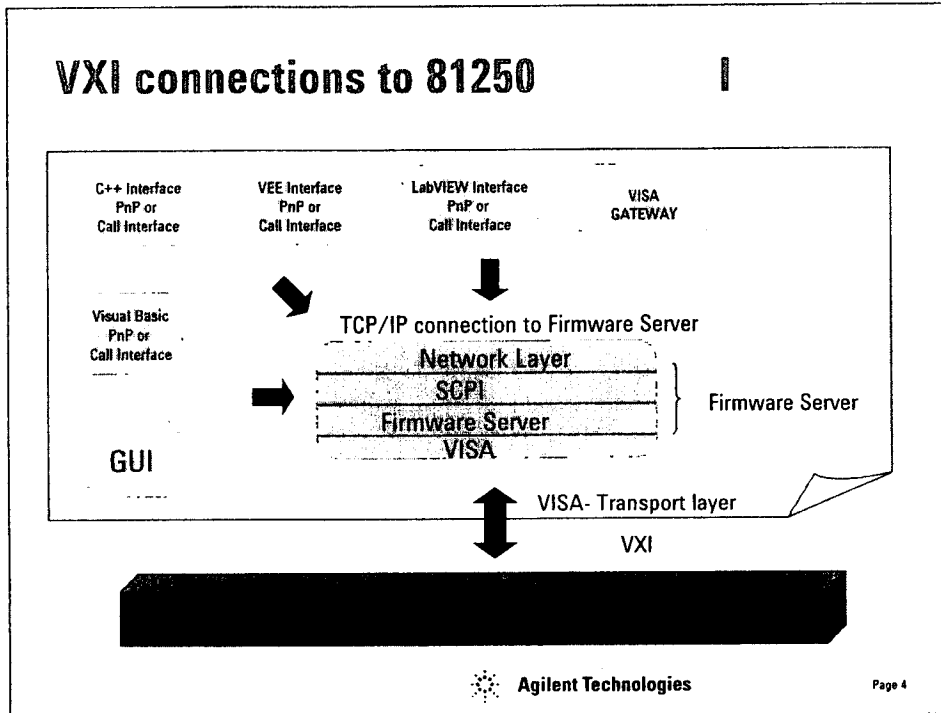 VXI connections to 81250
C++ Interface
PnP or
Call Interface
VEE Interface
PnP or
Call Interface
LabVIEW Interface
PnP or
Call Interface
VISA
GATEWAY
Visual Basic
PnP or
Call Interface
TCP/IP connection to Firmware Server
Network Layer
SCPI
Firmware Server
VISA
Firmware Server
GUI
VISA- Transport layer
VXI
Agilent Technologies
Page 4